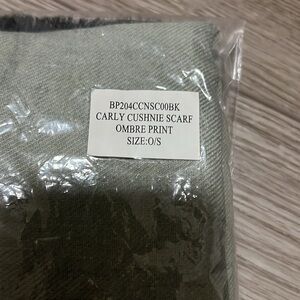 BP204CCNSC00BK
CARLY CUSHNIE SCARF
OMBRE PRINT
SIZE:O/S